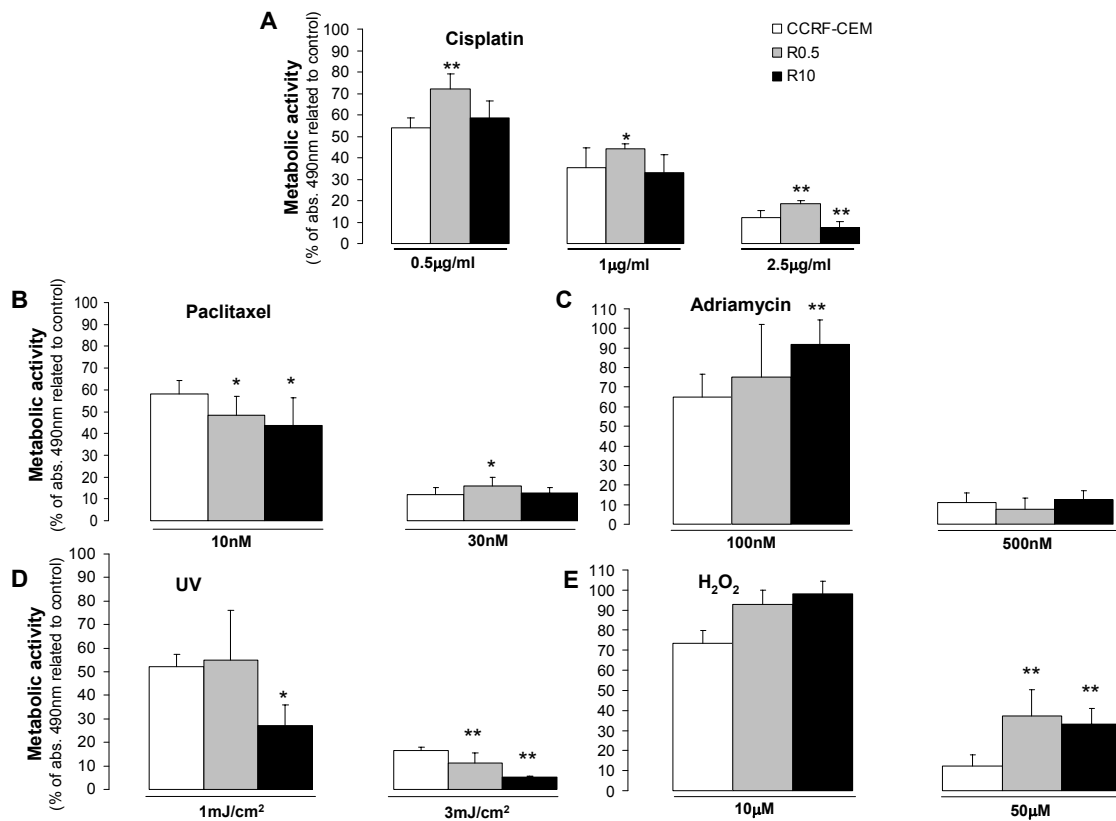 A
Cisplatin
CCRF-CEM
R0.5
R10
Metabolic activity
(% of abs. 490nm related to control)
100
90
80
70
60
50
40
30
20
10
0
**
*
**
**
0.5µg/ml
1µg/ml
2.5µg/ml
B
Paclitaxel
Metabolic activity
(% of abs. 490nm related to control)
100
90
80
70
60
50
40
30
20
10
0
*
*
*
10nM
30nM
C
Adriamycin
110
100
90
80
70
60
50
40
30
20
10
0
**
100nM
500nM
D
UV
Metabolic activity
(% of abs. 490nm related to control)
100
90
80
70
60
50
40
30
20
10
0
*
**
**
1mJ/cm²
3mJ/cm²
E
H₂O₂
110
100
90
80
70
60
50
40
30
20
10
0
**
**
10µM
50µM